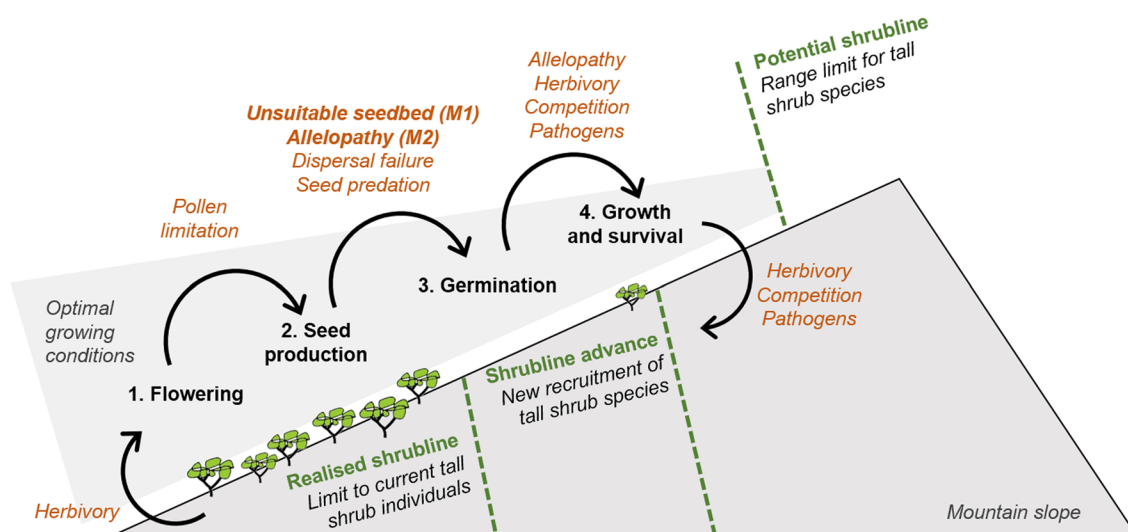 Potential shrubline
Range limit for tall
shrub species
Allelopathy
Herbivory
Competition
Pathogens
Unsuitable seedbed (M1)
Allelopathy (M2)
Dispersal failure
Seed predation
Pollen
limitation
4. Growth
and survival
3. Germination
Herbivory
Competition
Pathogens
Optimal
growing
conditions
2. Seed
production
1. Flowering
Shrubline advance
New recruitment of
tall shrub species
Realised shrubline
Limit to current tall
shrub individuals
Herbivory
Mountain slope